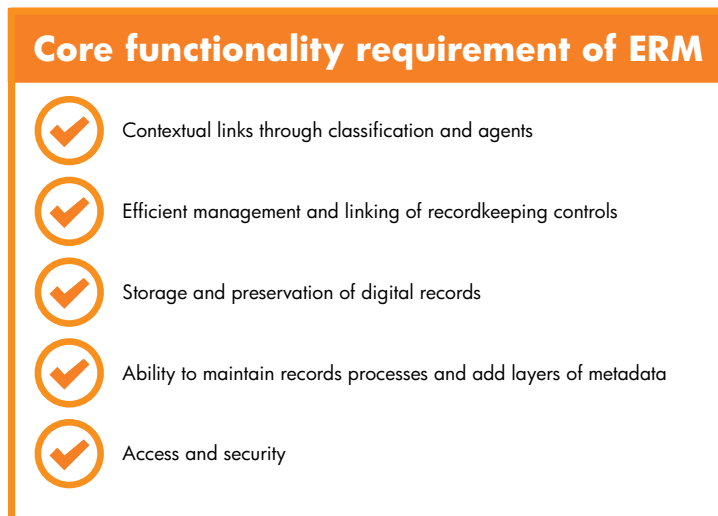 Core functionality requirement of ERM
Contextual links through classification and agents
Efficient management and linking of recordkeeping controls
Storage and preservation of digital records
Ability to maintain records processes and add layers of metadata
Access and security